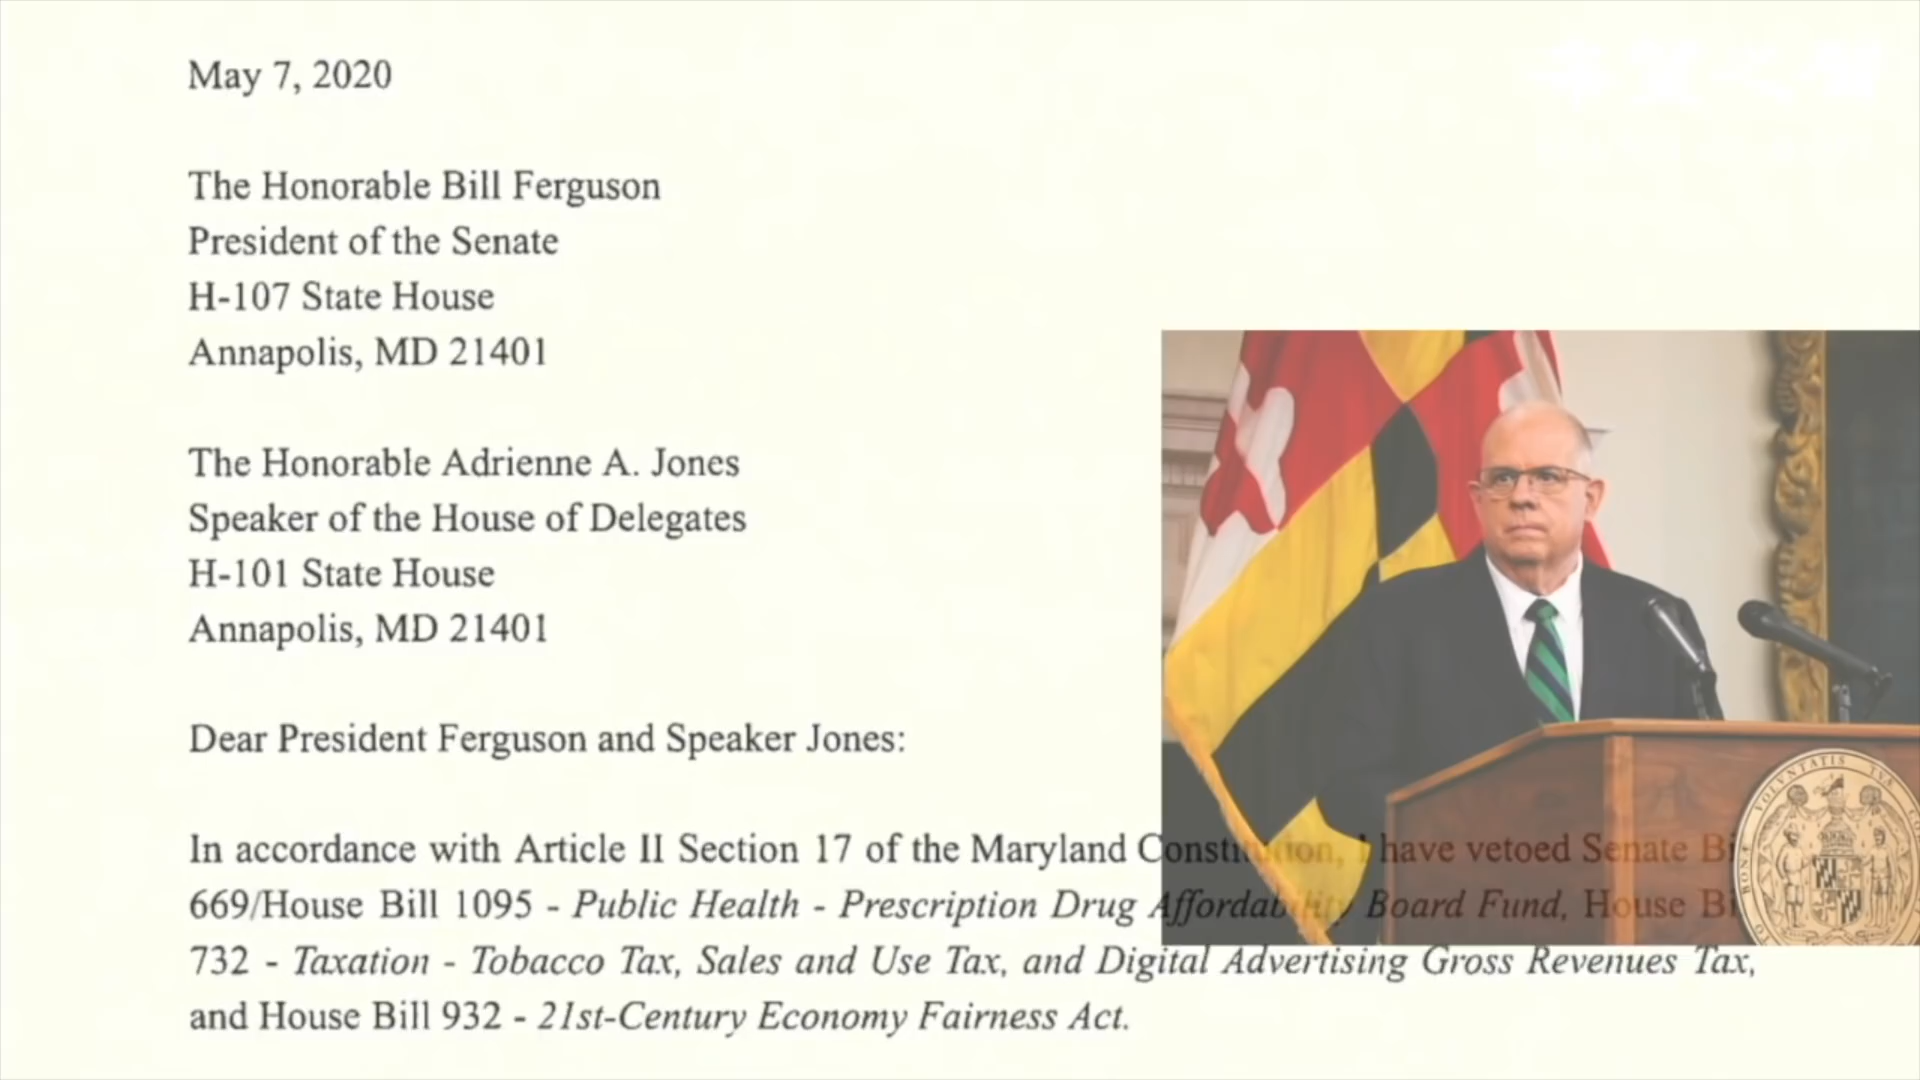 May 7, 2020
The Honorable Bill Ferguson
President of the Senate
H-107 State House
Annapolis, MD 21401
The Honorable Adrienne A. Jones
Speaker of the House of Delegates
H-101 State House
Annapolis, MD 21401
Dear President Ferguson and Speaker Jones:
In accordance with Article II Section 17 of the Maryland Constitution, I have vetoed Senate Bi
669/House Bill 1095 - Public Health - Prescription Drug Affordability Board Fund, House Bi
732 - Taxation - Tobacco Tax, Sales and Use Tax, and Digital Advertising Gross Revenues Tax,
and House Bill 932 - 21st-Century Economy Fairness Act.
VOLUNTATIS